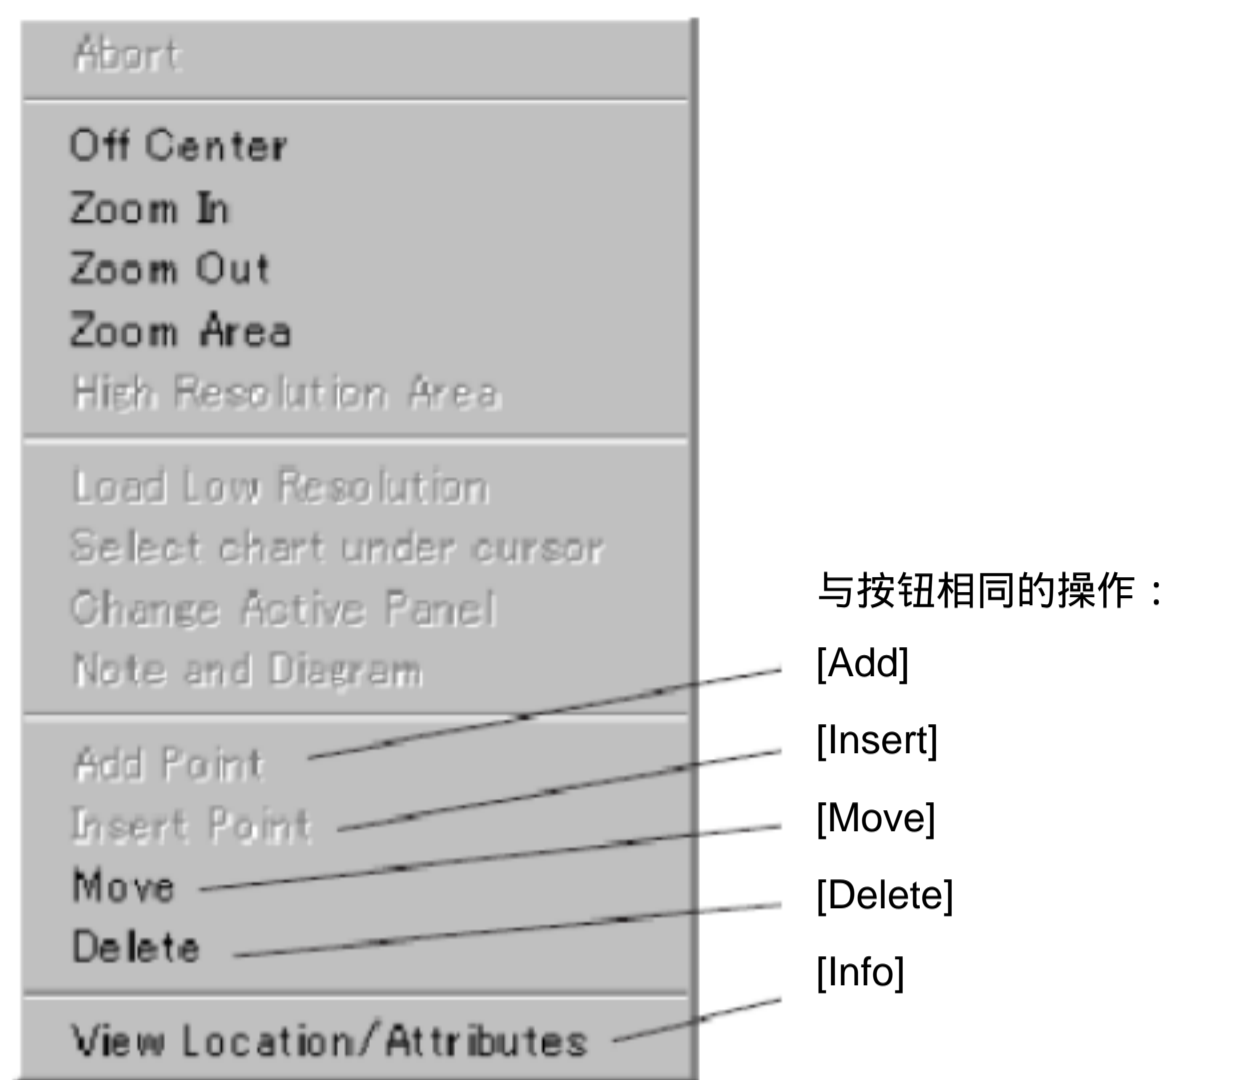 Abort
Off Center
Zoom In
Zoom Out
Zoom Area
High Resolution Area
Load Low Resolution
Select chart under cursor
Change Active Panel
Note and Diagram
Add Point
Insert Point
Move
Delete
View Location/Attributes
与按钮相同的操作：
[Add]
[Insert]
[Move]
[Delete]
[Info]